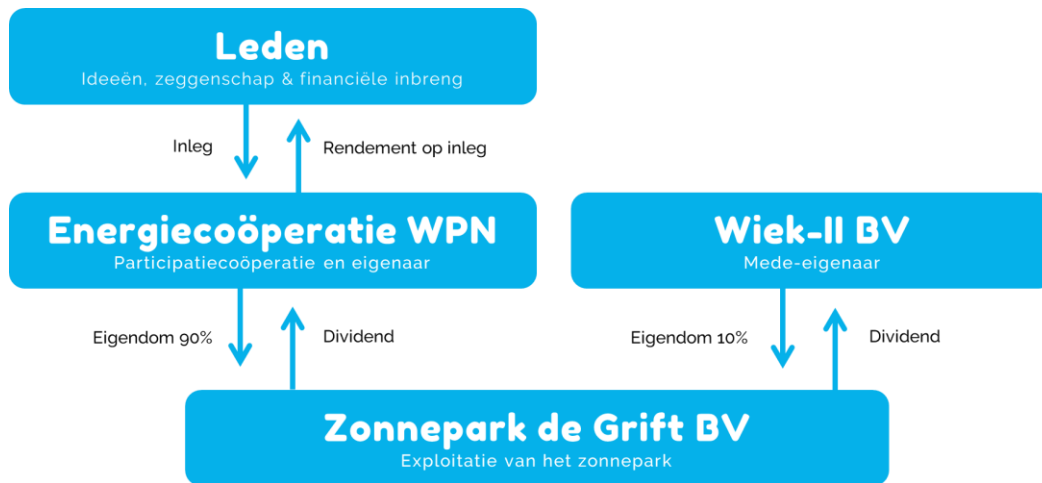 Leden
Ideeën, zeggenschap & financiële inbreng
Inleg
Rendement op inleg
Energiecoöperatie WPN
Participatiecoöperatie en eigenaar
Wiek-II BV
Mede-eigenaar
Eigendom 90%
Dividend
Eigendom 10%
Dividend
Zonnepark de Grift BV
Exploitatie van het zonnepark